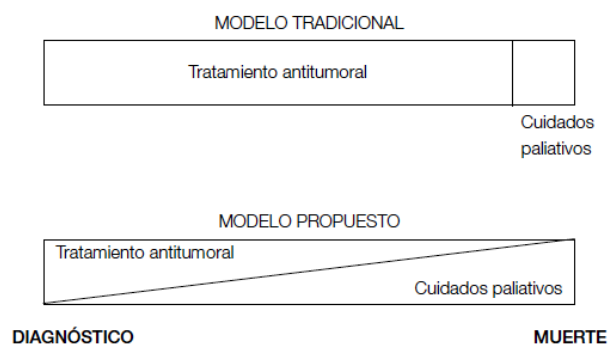 MODELO TRADICIONAL
Tratamiento antitumoral
Cuidados
paliativos
MODELO PROPUESTO
Tratamiento antitumoral
Cuidados paliativos
DIAGNÓSTICO
MUERTE